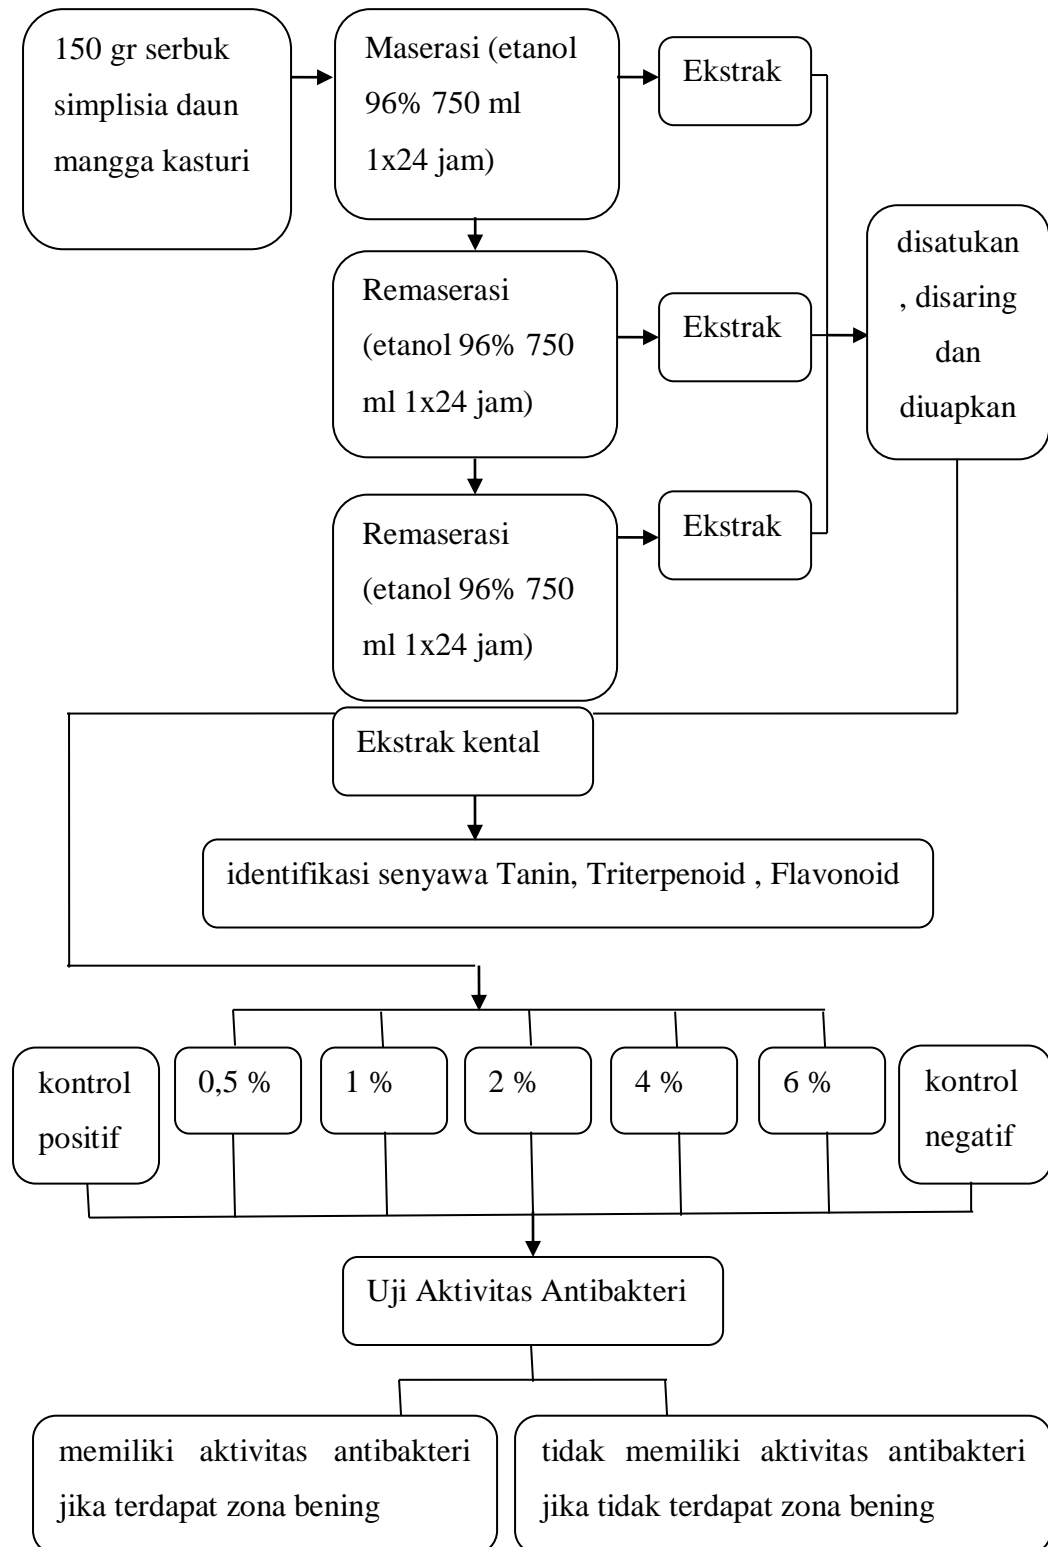 150 gr serbuk
simplisia daun
mangga kasturi
Maserasi (etanol
96% 750 ml
1x24 jam)
Ekstrak
Remaserasi
(etanol 96% 750
ml 1x24 jam)
Ekstrak
Remaserasi
(etanol 96% 750
ml 1x24 jam)
Ekstrak
disatukan
, disaring
dan
diuapkan
Ekstrak kental
identifikasi senyawa Tanin, Triterpenoid , Flavonoid
kontrol
positif
0,5 %
1 %
2 %
4 %
6 %
kontrol
negatif
Uji Aktivitas Antibakteri
memiliki aktivitas antibakteri
jika terdapat zona bening
tidak memiliki aktivitas antibakteri
jika tidak terdapat zona bening